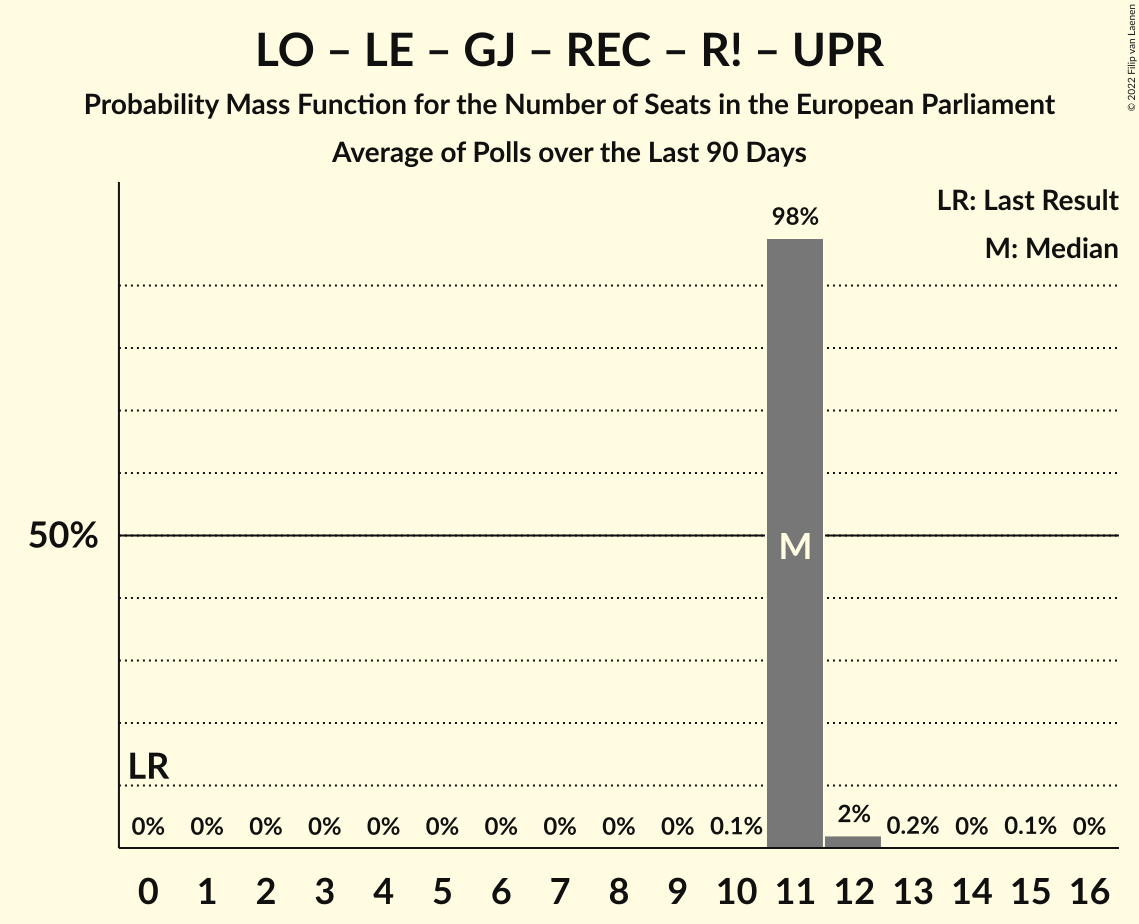 LO – LE – GJ – REC – R! – UPR
Probability Mass Function for the Number of Seats in the European Parliament
Average of Polls over the Last 90 Days
© 2022 Filip van Laenen
LR: Last Result
M: Median
98%
50%
M
LR
0% 0% 0% 0% 0% 0% 0% 0% 0% 0% 0.1% 2% 0.2% 0% 0.1% 0%
0 1 2 3 4 5 6 7 8 9 10 11 12 13 14 15 16